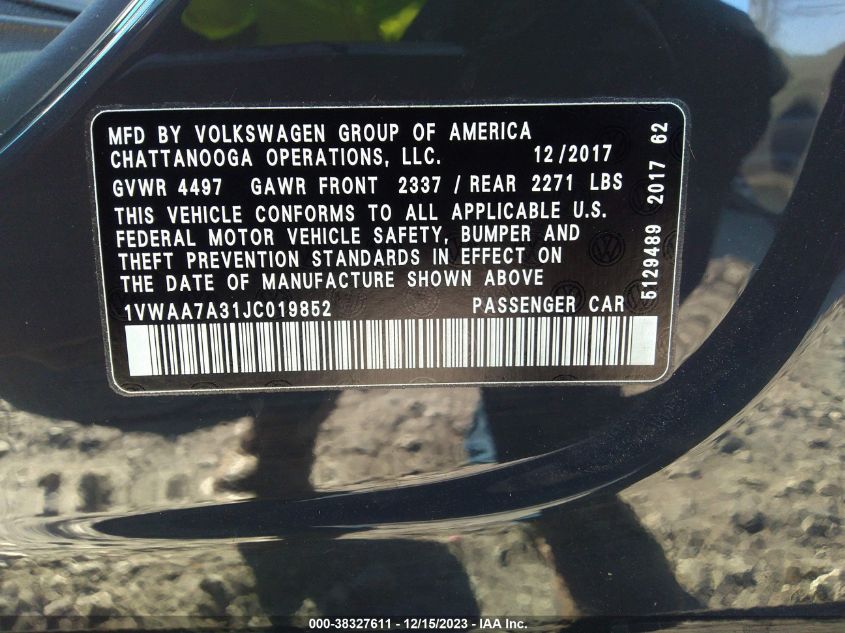 MFD BY VOLKSWAGEN GROUP OF AMERICA
CHATTANOOGA OPERATIONS, LLC. 12/2017
GVWR 4497 GAWR FRONT 2337 / REAR 2271 LBS
THIS VEHICLE CONFORMS TO ALL APPLICABLE U.S.
FEDERAL MOTOR VEHICLE SAFETY, BUMPER AND
THEFT PREVENTION STANDARDS IN EFFECT ON
THE DATE OF MANUFACTURE SHOWN ABOVE
1VWAA7A31JC019852 PASSENGER CAR
5129489 2017 62
000-38327611 - 12/15/2023 - IAA Inc.